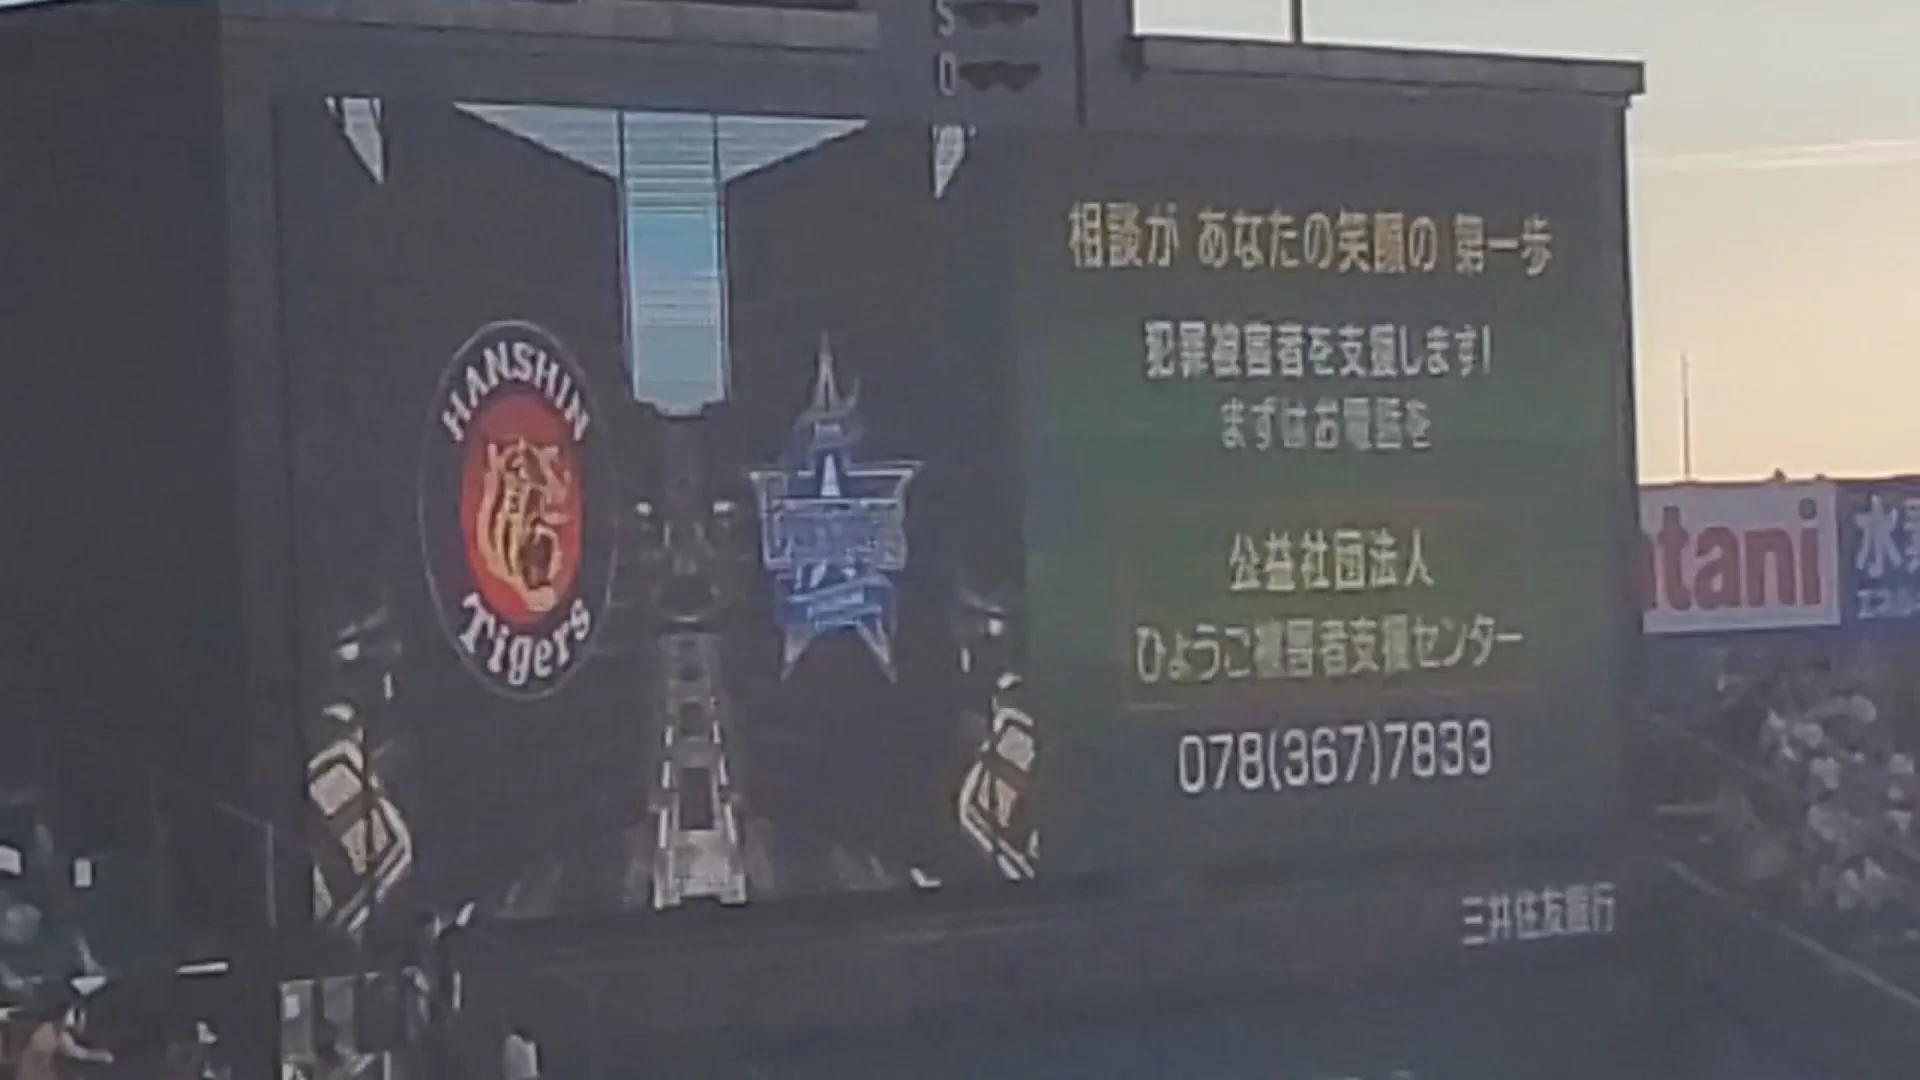 S
O
HANSHIN
Tigers
相談が あなたの笑顔の 第一歩
犯罪被害者を支援します!
まずはお電話を
公益社団法人
ひょうご被害者支援センター
078(367)7833
三井住友銀行
tani
水